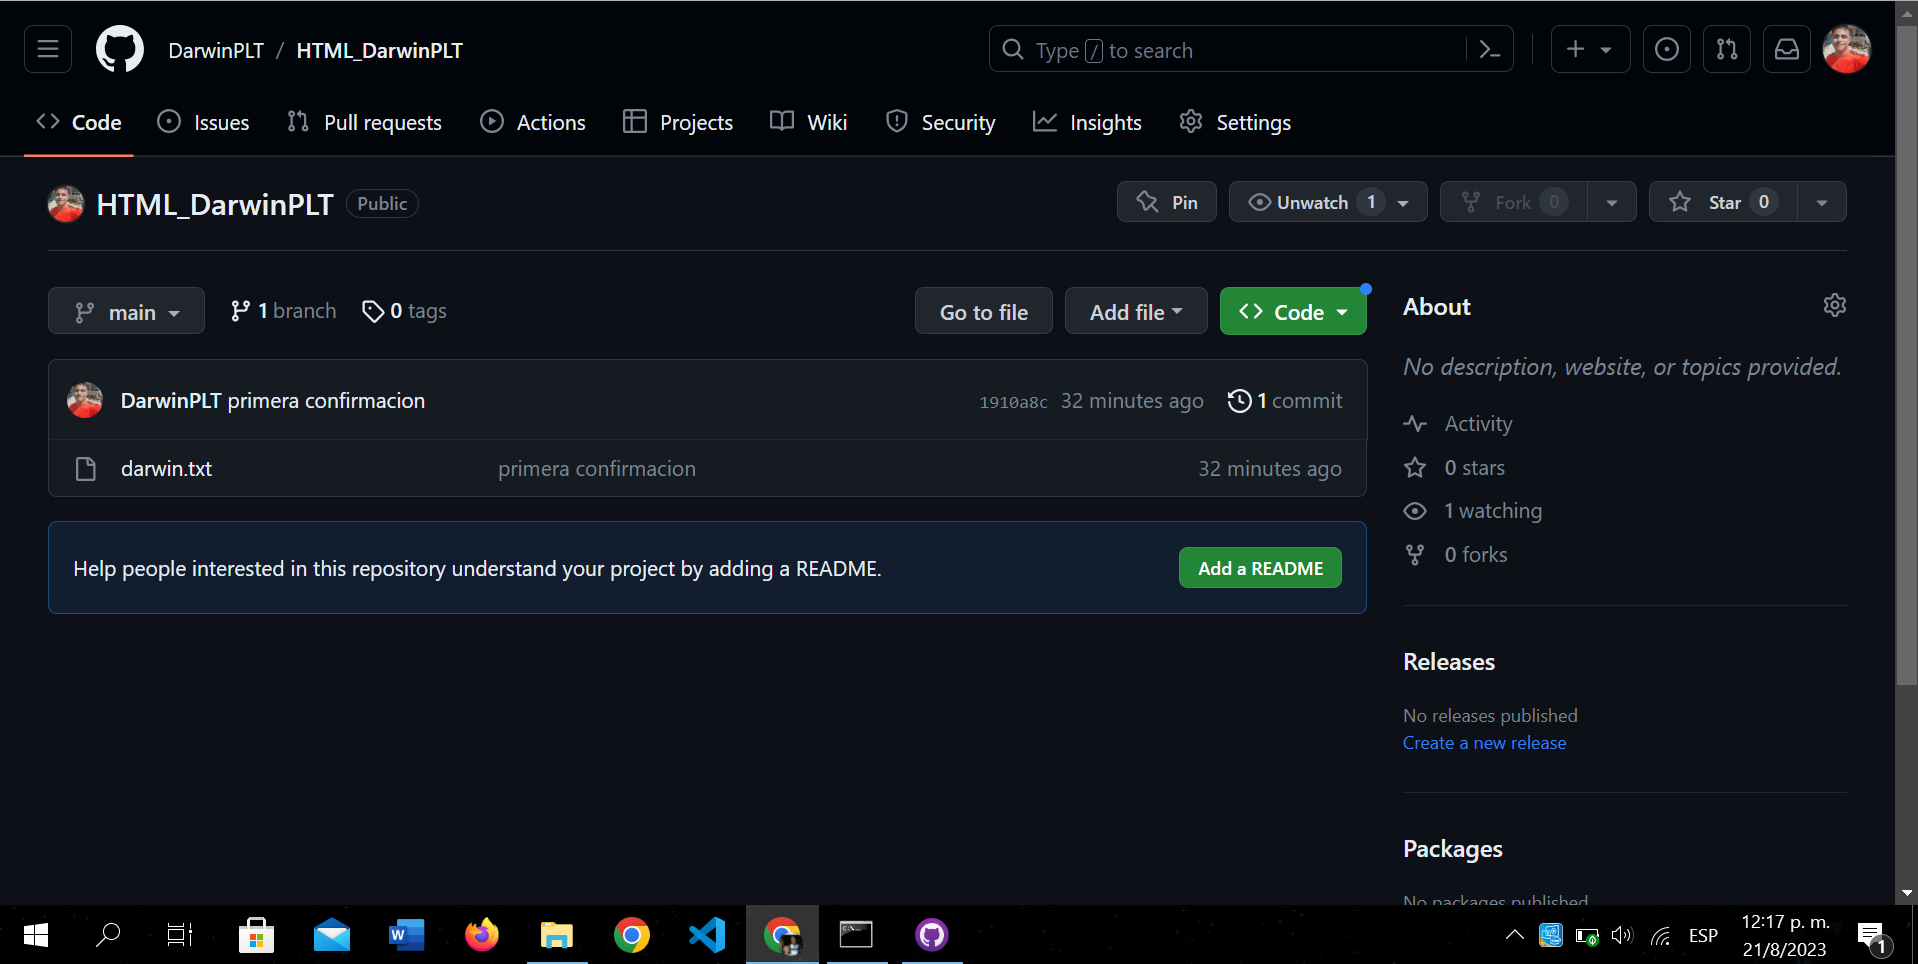 DarwinPLT / HTML_DarwinPLT
Type / to search
Code Issues Pull requests Actions Projects Wiki Security Insights Settings
HTML_DarwinPLT Public
Pin Unwatch 1 Fork 0 Star 0
main 1 branch 0 tags Go to file Add file Code
DarwinPLT primera confirmacion 1910a8c 32 minutes ago 1 commit
darwin.txt primera confirmacion 32 minutes ago
Help people interested in this repository understand your project by adding a README. Add a README
About
No description, website, or topics provided.
Activity
0 stars
1 watching
0 forks
Releases
No releases published
Create a new release
Packages
No packages published
ESP
12:17 p. m.
21/8/2023
1